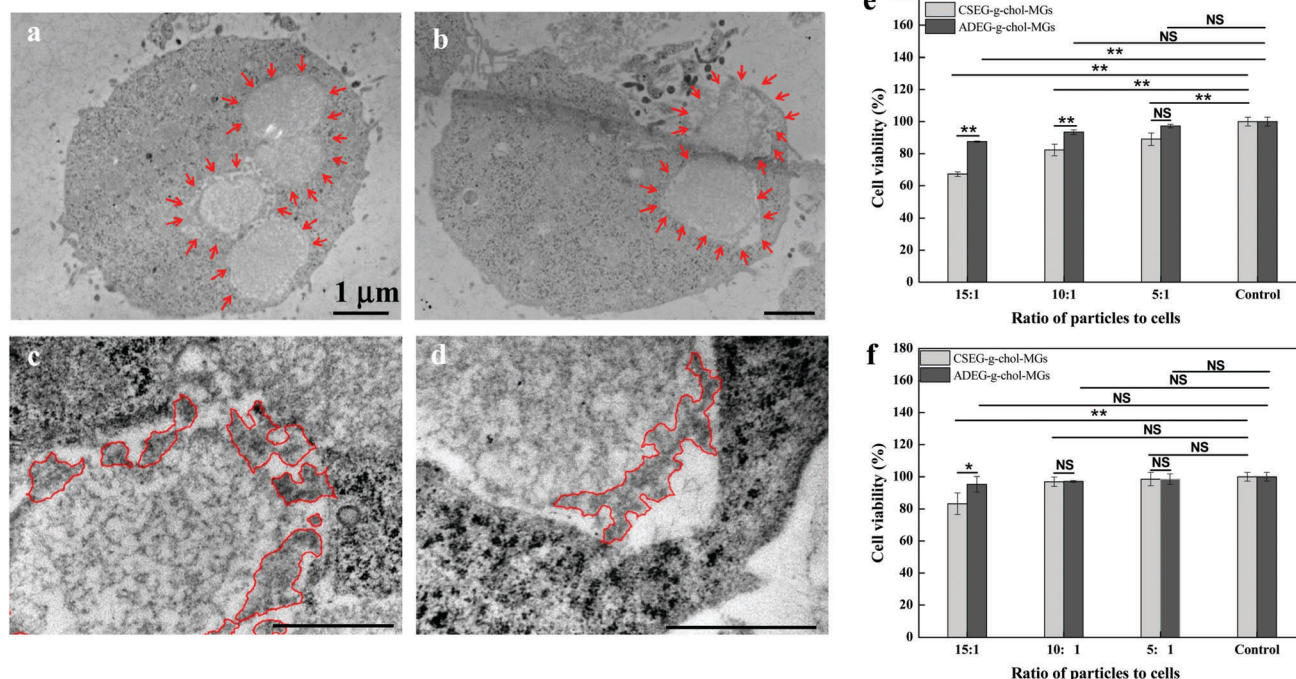 a
1 μm
b
c
d
e
CSEG-g-chol-MGs
ADEG-g-chol-MGs
NS
NS
**
**
**
**
**
**
NS
Cell viability (%)
160
140
120
100
80
60
40
20
0
15:1
10:1
5:1
Control
Ratio of particles to cells
f
CSEG-g-chol-MGs
ADEG-g-chol-MGs
NS
NS
NS
**
NS
NS
*
NS
NS
Cell viability (%)
180
160
140
120
100
80
60
40
20
0
15:1
10: 1
5: 1
Control
Ratio of particles to cells